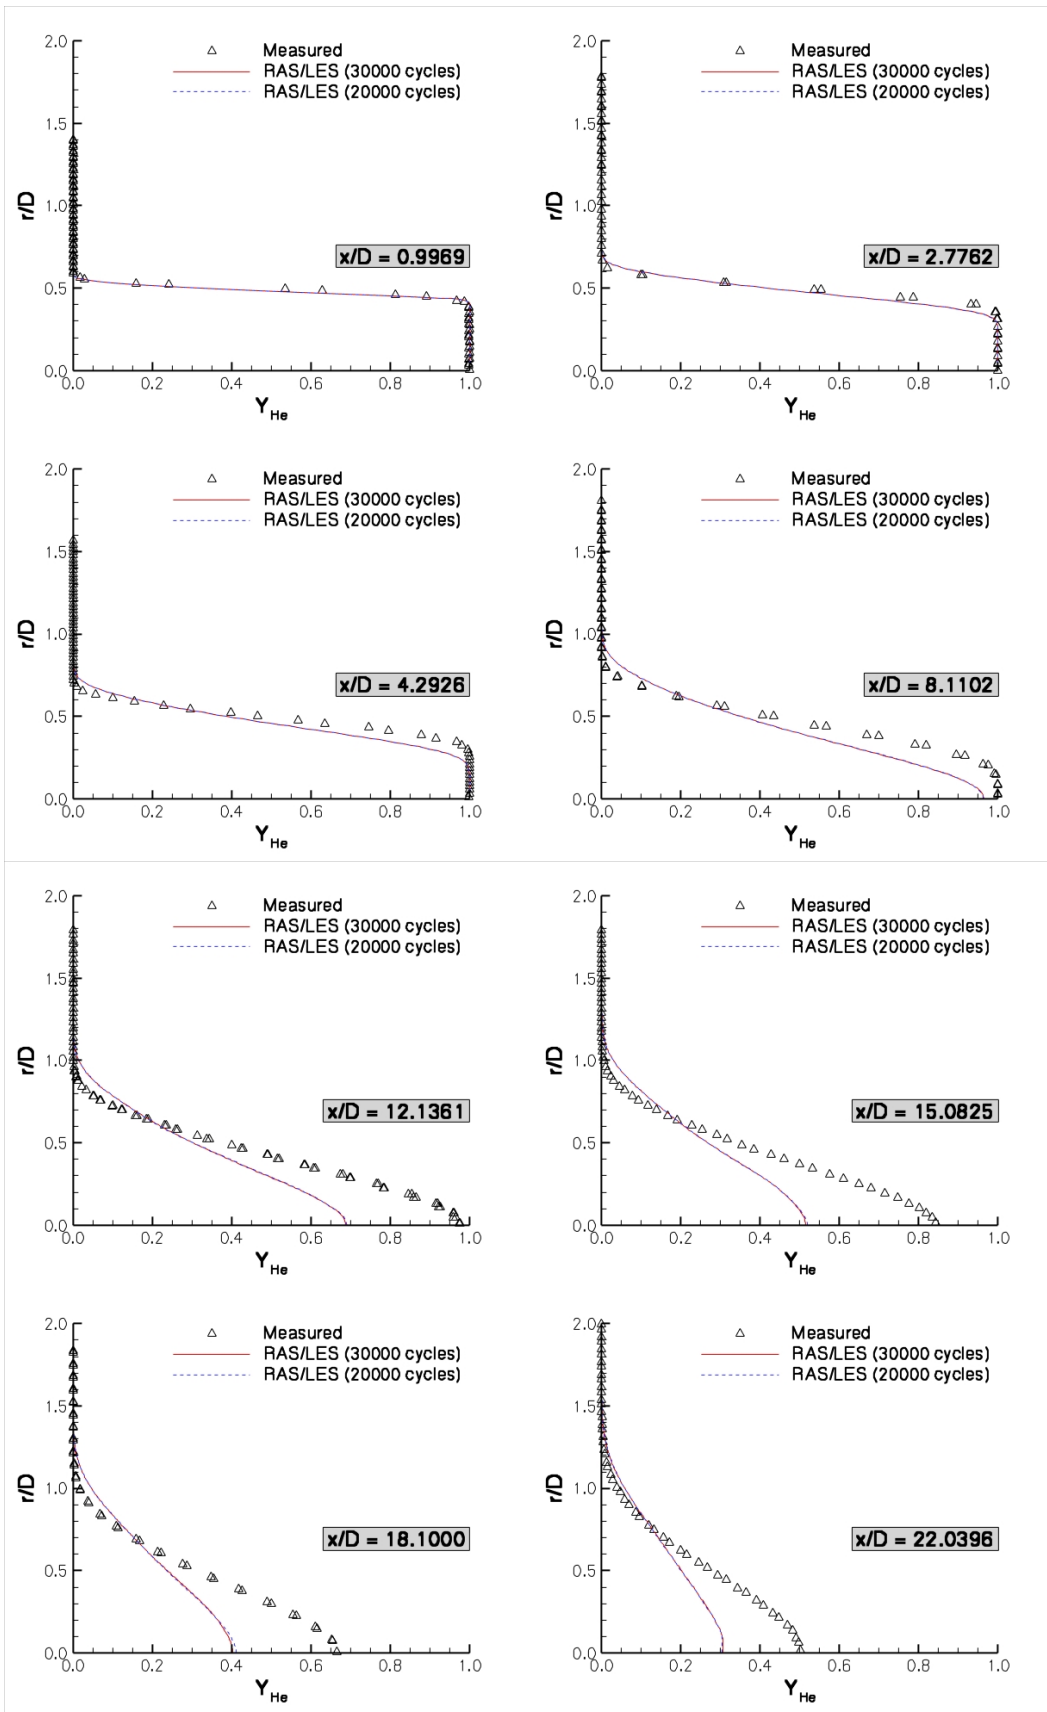 2.0
1.5
1.0
0.5
0.0
r/D
Measured
RAS/LES (30000 cycles)
RAS/LES (20000 cycles)
x/D = 0.9969
0.0 0.2 0.4 0.6 0.8 1.0
Y He
2.0
1.5
1.0
0.5
0.0
r/D
Measured
RAS/LES (30000 cycles)
RAS/LES (20000 cycles)
x/D = 2.7762
0.0 0.2 0.4 0.6 0.8 1.0
Y He
2.0
1.5
1.0
0.5
0.0
r/D
Measured
RAS/LES (30000 cycles)
RAS/LES (20000 cycles)
x/D = 4.2926
0.0 0.2 0.4 0.6 0.8 1.0
Y He
2.0
1.5
1.0
0.5
0.0
r/D
Measured
RAS/LES (30000 cycles)
RAS/LES (20000 cycles)
x/D = 8.1102
0.0 0.2 0.4 0.6 0.8 1.0
Y He
2.0
1.5
1.0
0.5
0.0
r/D
Measured
RAS/LES (30000 cycles)
RAS/LES (20000 cycles)
x/D = 12.1361
0.0 0.2 0.4 0.6 0.8 1.0
Y He
2.0
1.5
1.0
0.5
0.0
r/D
Measured
RAS/LES (30000 cycles)
RAS/LES (20000 cycles)
x/D = 15.0825
0.0 0.2 0.4 0.6 0.8 1.0
Y He
2.0
1.5
1.0
0.5
0.0
r/D
Measured
RAS/LES (30000 cycles)
RAS/LES (20000 cycles)
x/D = 18.1000
0.0 0.2 0.4 0.6 0.8 1.0
Y He
2.0
1.5
1.0
0.5
0.0
r/D
Measured
RAS/LES (30000 cycles)
RAS/LES (20000 cycles)
x/D = 22.0396
0.0 0.2 0.4 0.6 0.8 1.0
Y He